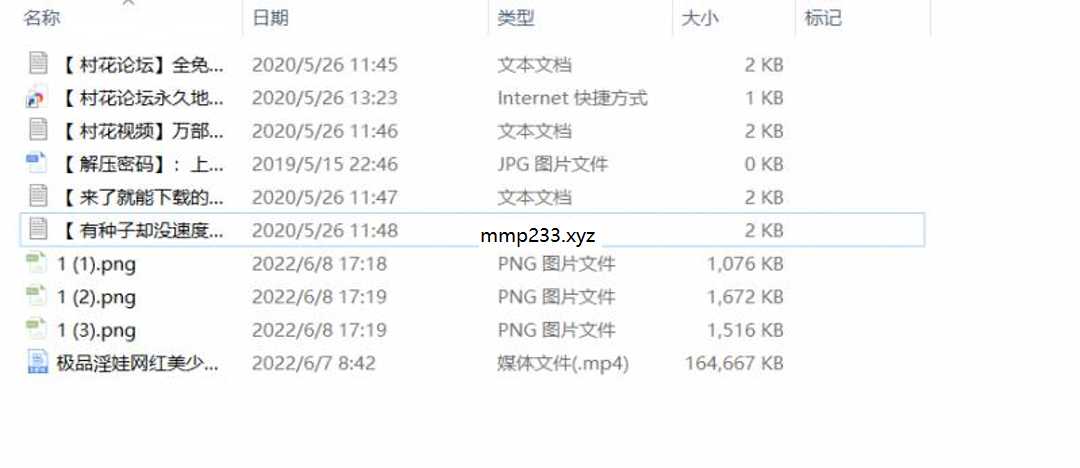 名称 日期 类型 大小 标记
【 村花论坛】全免... 2020/5/26 11:45 文本文档 2 KB
【 村花论坛永久地... 2020/5/26 13:23 Internet 快捷方式 1 KB
【 村花视频】万部... 2020/5/26 11:46 文本文档 2 KB
【 解压密码】：上... 2019/5/15 22:46 JPG 图片文件 0 KB
【 来了就能下载的... 2020/5/26 11:47 文本文档 2 KB
【 有种子却没速度... 2020/5/26 11:48 mmp233.xyz 2 KB
1 (1).png 2022/6/8 17:18 PNG 图片文件 1,076 KB
1 (2).png 2022/6/8 17:19 PNG 图片文件 1,672 KB
1 (3).png 2022/6/8 17:19 PNG 图片文件 1,516 KB
极品淫娃网红美少... 2022/6/7 8:42 媒体文件(.mp4) 164,667 KB